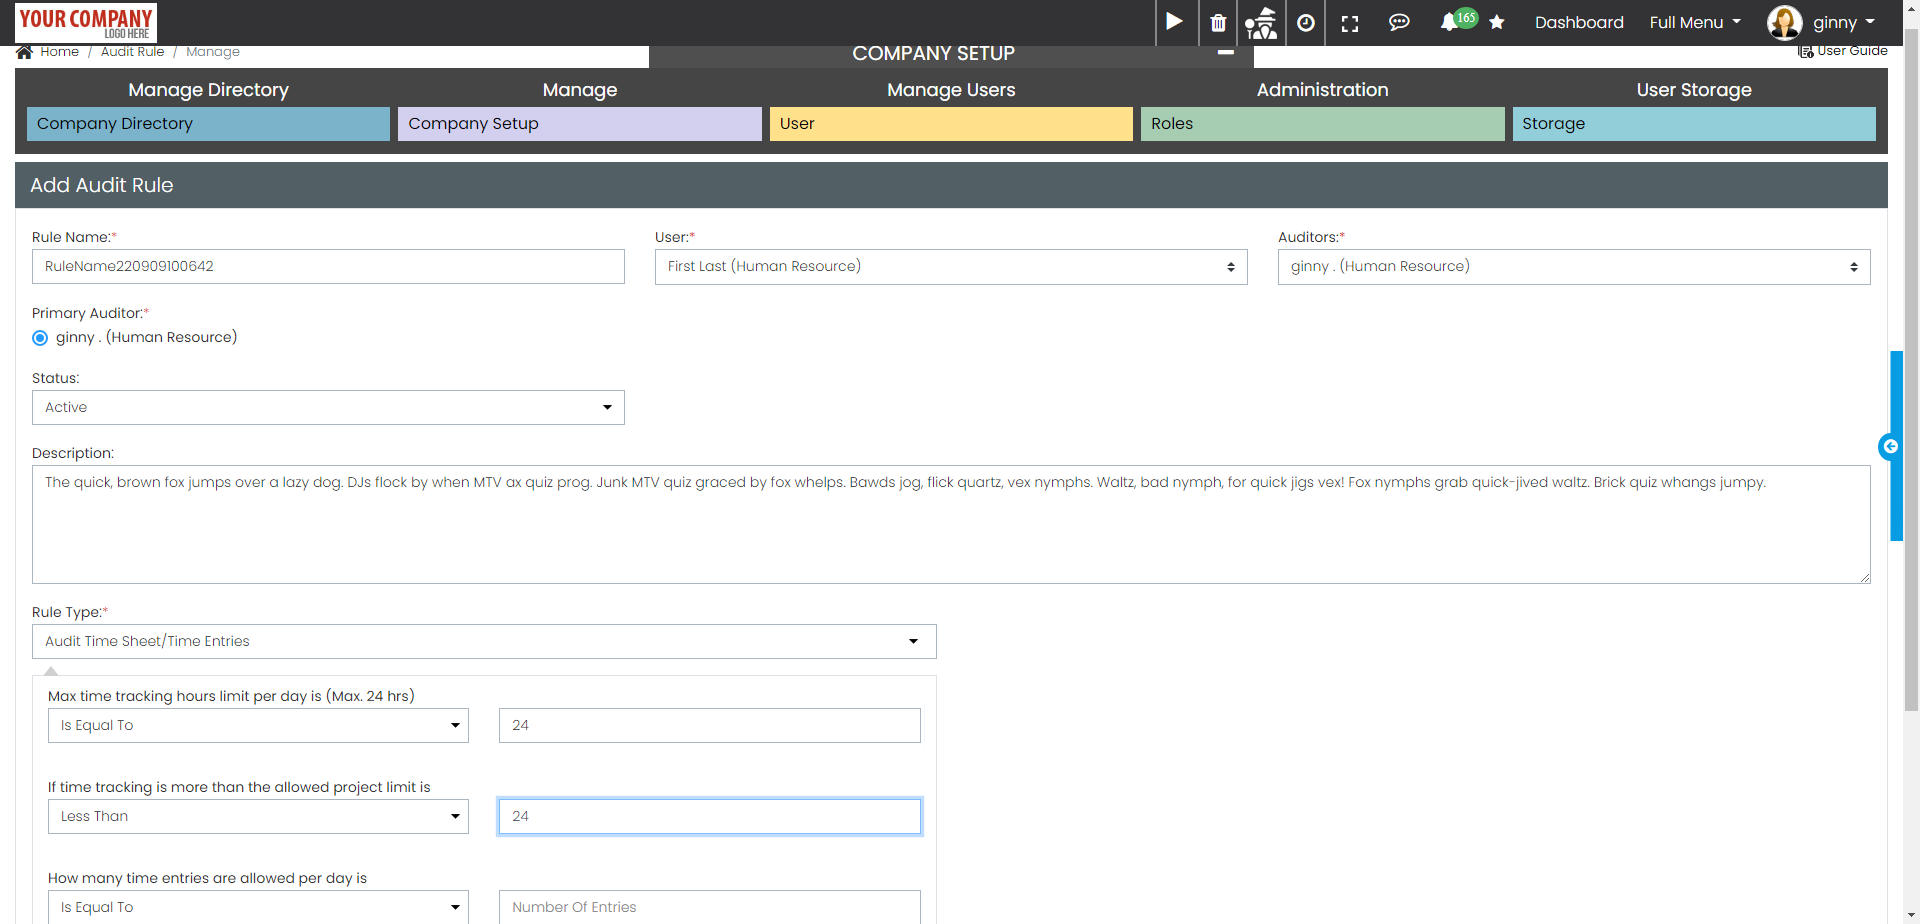 YOUR COMPANY
LOGO HERE
165
Dashboard
Full Menu
ginny
Home / Audit Rule / Manage
COMPANY SETUP
User Guide
Manage Directory
Manage
Manage Users
Administration
User Storage
Company Directory
Company Setup
User
Roles
Storage
Add Audit Rule
Rule Name:*
User:*
Auditors:*
RuleName220909100642
First Last (Human Resource)
ginny . (Human Resource)
Primary Auditor:*
ginny . (Human Resource)
Status:
Active
Description:
The quick, brown fox jumps over a lazy dog. DJs flock by when MTV ax quiz prog. Junk MTV quiz graced by fox whelps. Bawds jog, flick quartz, vex nymphs. Waltz, bad nymph, for quick jigs vex! Fox nymphs grab quick-jived waltz. Brick quiz whangs jumpy.
Rule Type:*
Audit Time Sheet/Time Entries
Max time tracking hours limit per day is (Max. 24 hrs)
Is Equal To
24
If time tracking is more than the allowed project limit is
Less Than
24
How many time entries are allowed per day is
Is Equal To
Number Of Entries